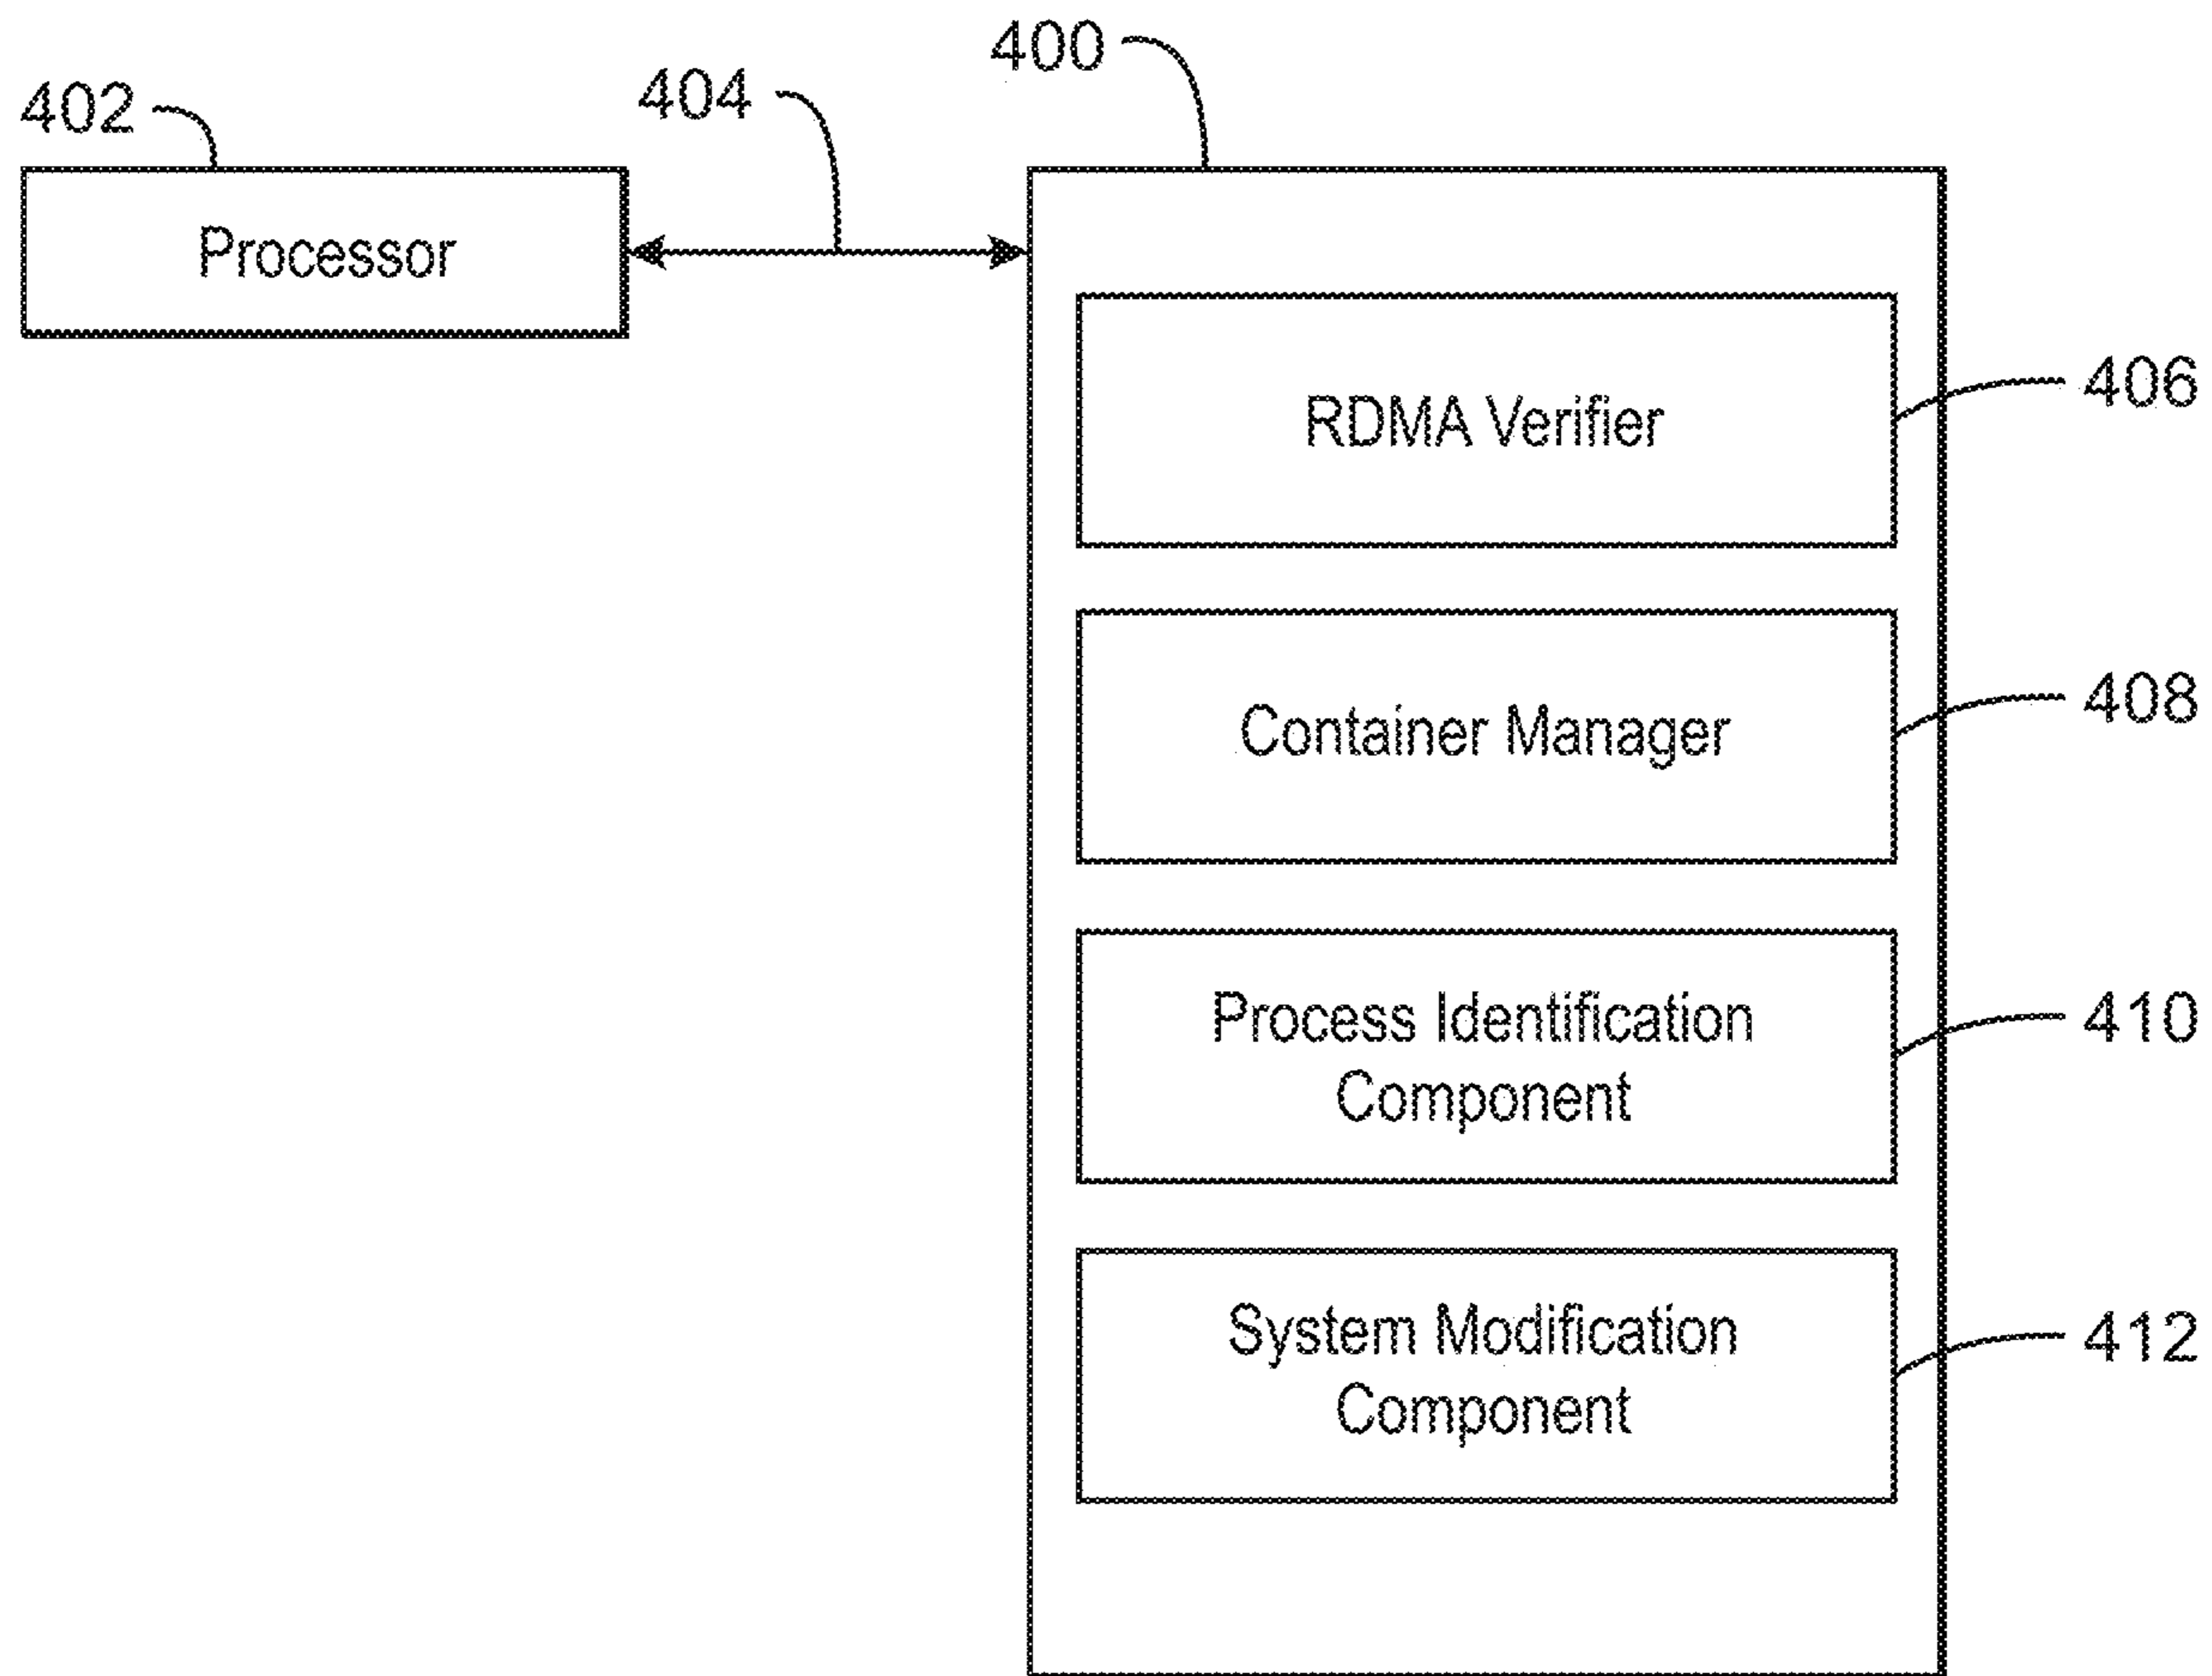 400
404
402
Processor
RDMA Verifier
406
Container Manager
408
Process Identification
Component
410
System Modification
Component
412